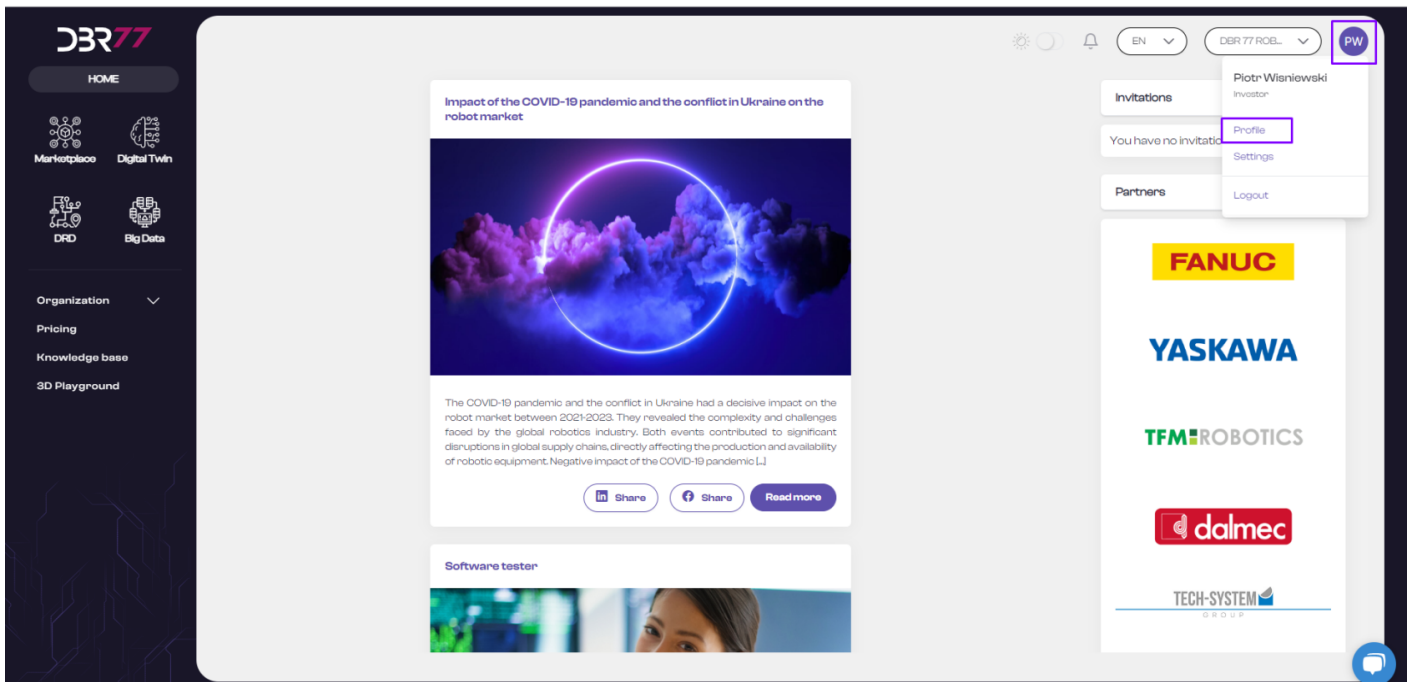 DBR77
HOME
Marketplace
Digital Twin
DRD
Big Data
Organization
Pricing
Knowledge base
3D Playground
EN
DBR 77 ROB...
PW
Piotr Wisniewski
Investor
Profile
Settings
Logout
Impact of the COVID-19 pandemic and the conflict in Ukraine on the
robot market
The COVID-19 pandemic and the conflict in Ukraine had a decisive impact on the
robot market between 2021-2023. They revealed the complexity and challenges
faced by the global robotics industry. Both events contributed to significant
disruptions in global supply chains, directly affecting the production and availability
of robotic equipment. Negative impact of the COVID-19 pandemic [...]
Share
Share
Read more
Software tester
Invitations
You have no invitatio
Partners
FANUC
YASKAWA
TFM ROBOTICS
dalmec
TECH-SYSTEM
GROUP